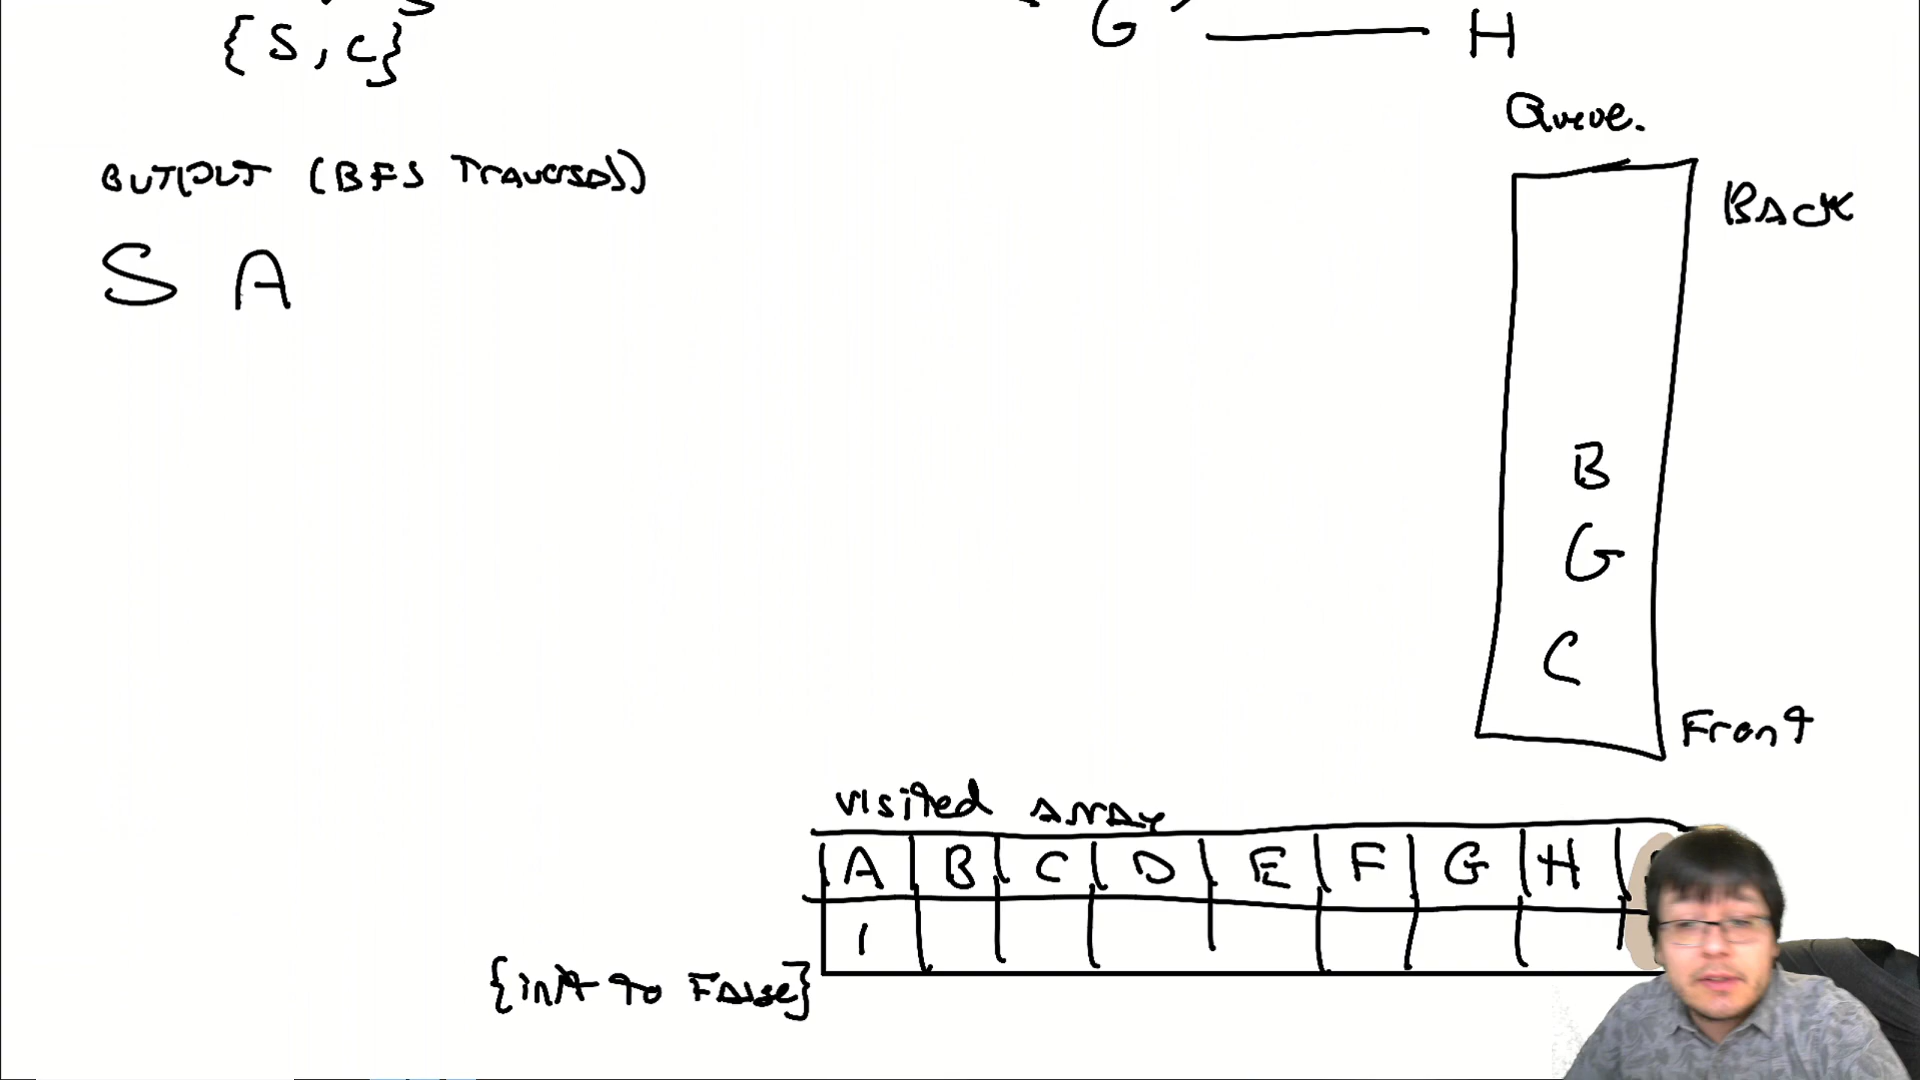 {S, C}
G H
Queue.
OUTPUT (BFS Traversal)
Back
S A
B
G
C
Front
visited array
A B C D E F G H
1
{init to False}